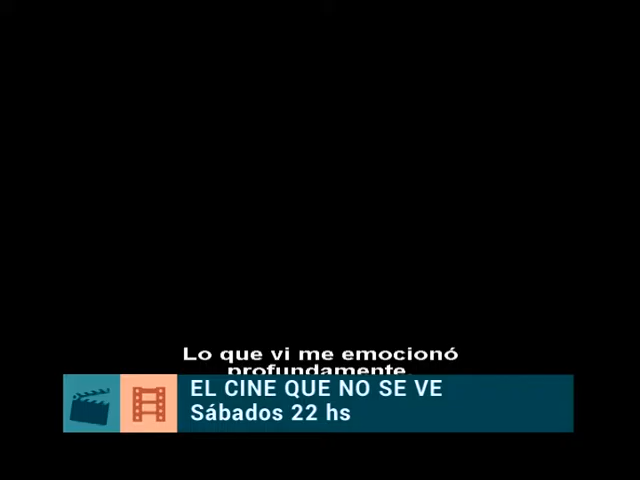 Lo que vi me emocionó
profundamente.
EL CINE QUE NO SE VE
Sábados 22 hs